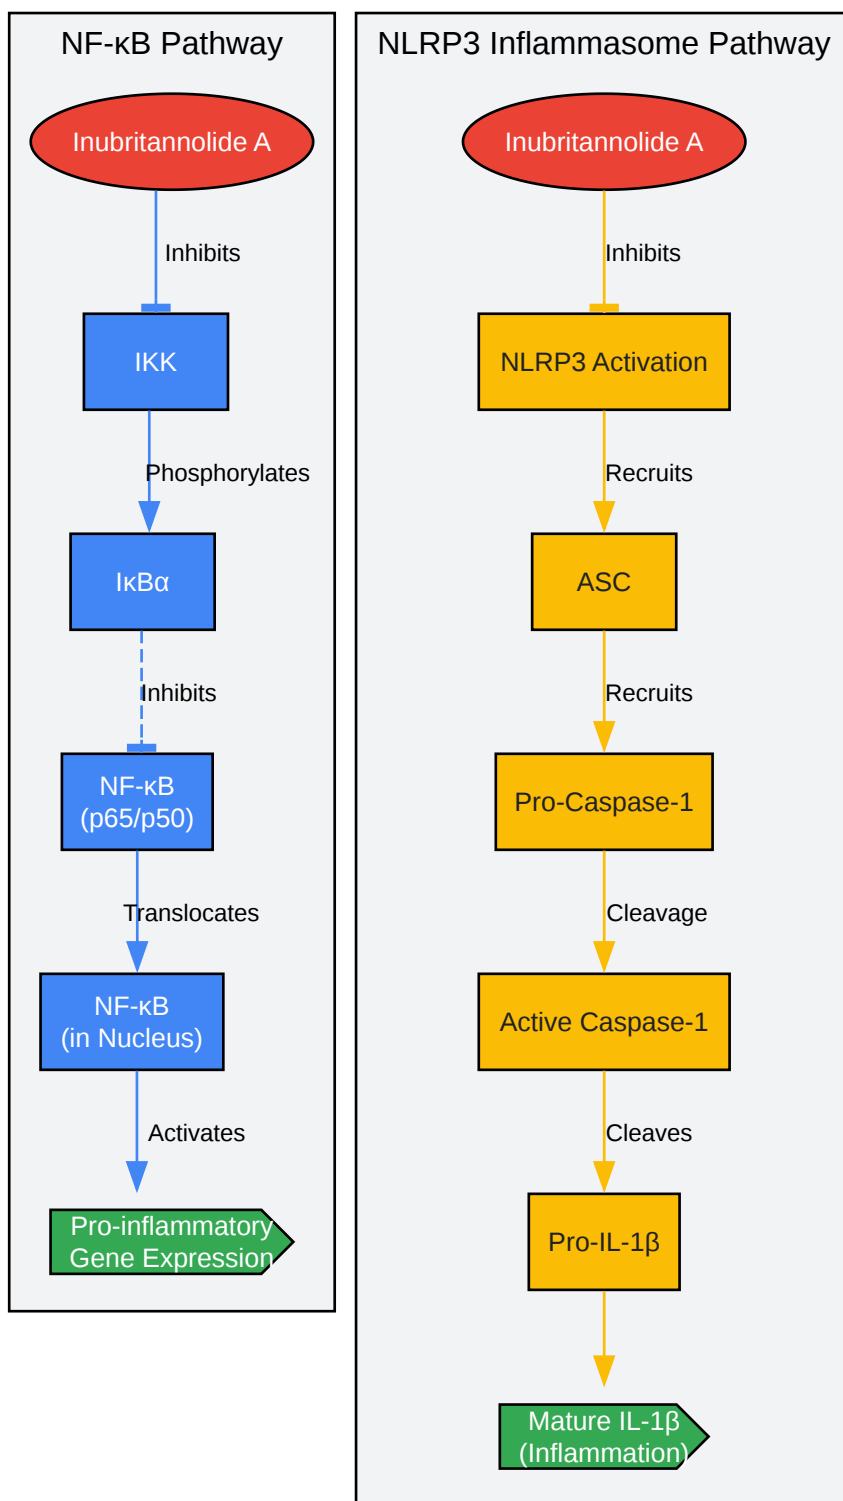 NF-κB Pathway
Inubritannolide A
Inhibits
IKK
Phosphorylates
IκBα
Inhibits
NF-κB
(p65/p50)
Translocates
NF-κB
(in Nucleus)
Activates
Pro-inflammatory
Gene Expression
NLRP3 Inflammasome Pathway
Inubritannolide A
Inhibits
NLRP3 Activation
Recruits
ASC
Recruits
Pro-Caspase-1
Cleavage
Active Caspase-1
Cleaves
Pro-IL-1β
Mature IL-1β
(Inflammation)